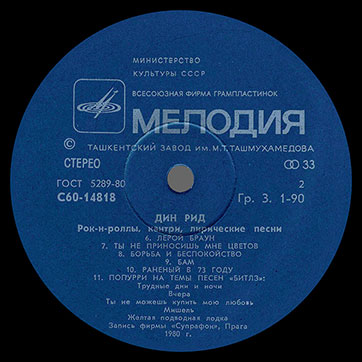 МИНИСТЕРСТВО
КУЛЬТУРЫ СССР
ВСЕСОЮЗНАЯ ФИРМА ГРАМПЛАСТИНОК
МЕЛОДИЯ
ТАШКЕНТСКИЙ ЗАВОД ИМ. М.Т.ТАШМУХАМЕДОВА
СТЕРЕО 33
ГОСТ 5289-80 2
С60-14818 Гр. 3. 1-90
ДИН РИД
Рок-н-роллы, кантри, лирические песни
6. ЛЕРОЙ БРАУН
7. ТЫ НЕ ПРИНОСИШЬ МНЕ ЦВЕТОВ
8. БОРЬБА И БЕСПОКОЙСТВО
9. БАМ
10. РАНЕНЫЙ В 73 ГОДУ
11. ПОПУРРИ НА ТЕМЫ ПЕСЕН «БИТЛЗ»:
Трудные дни и ночи
Вчера
Ты не можешь купить мою любовь
Мишель
Желтая подводная лодка
Запись фирмы «Супрафон», Прага
1980 г.